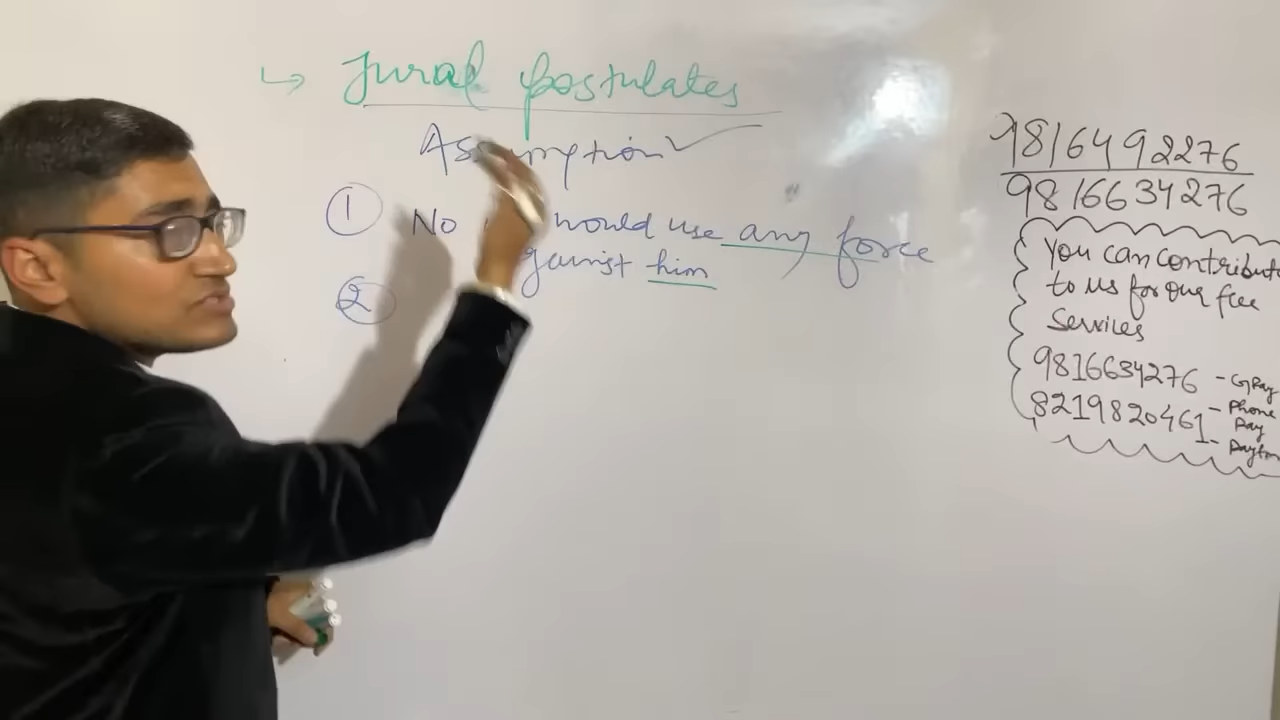 Jural Postulates
Assumption
① No would use any force
against him
②
9816492276
9816634276
You can contribute
to us for our free
Services
9816634276 - GPay
8219820461 - Phone
Pay
- Paytm